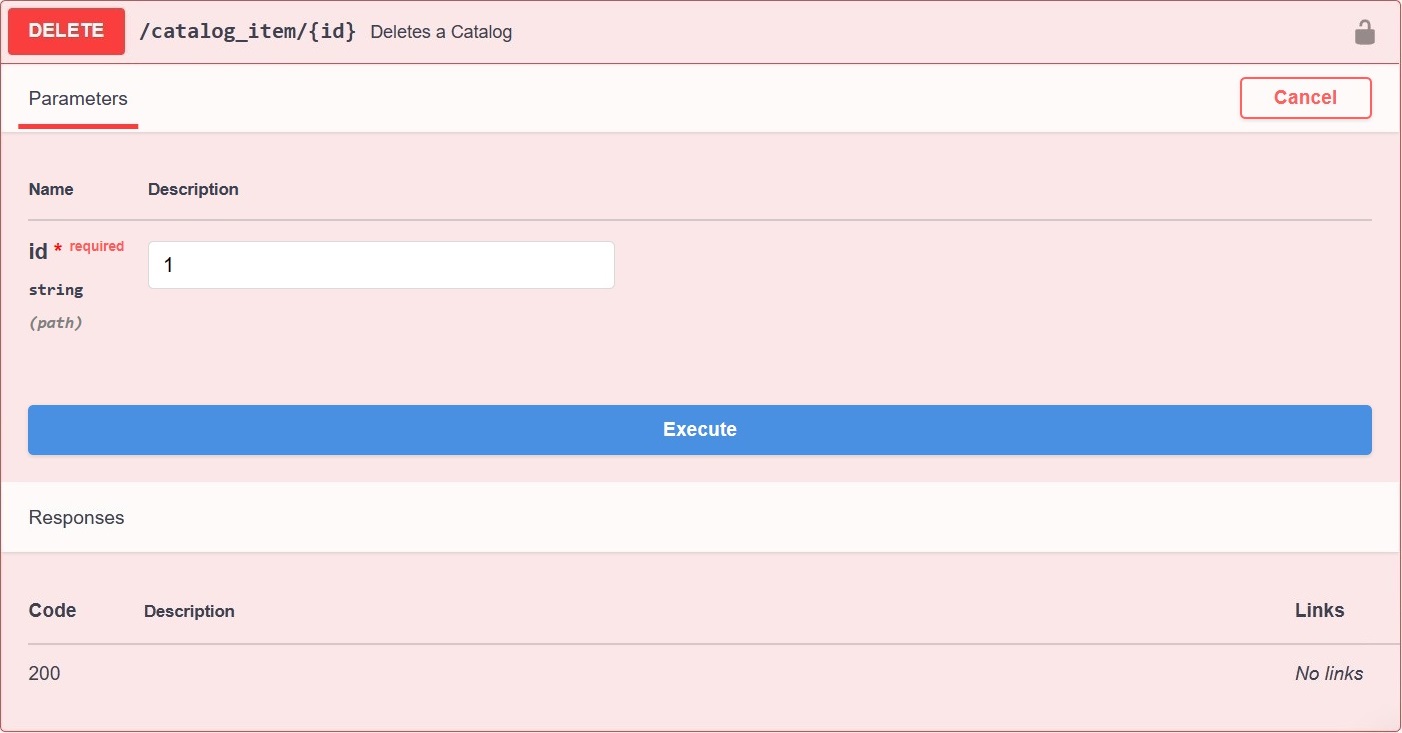 DELETE /catalog_item/{id} Deletes a Catalog
Parameters Cancel
Name Description
id * required 1
string
(path)
Execute
Responses
Code Description Links
200 No links